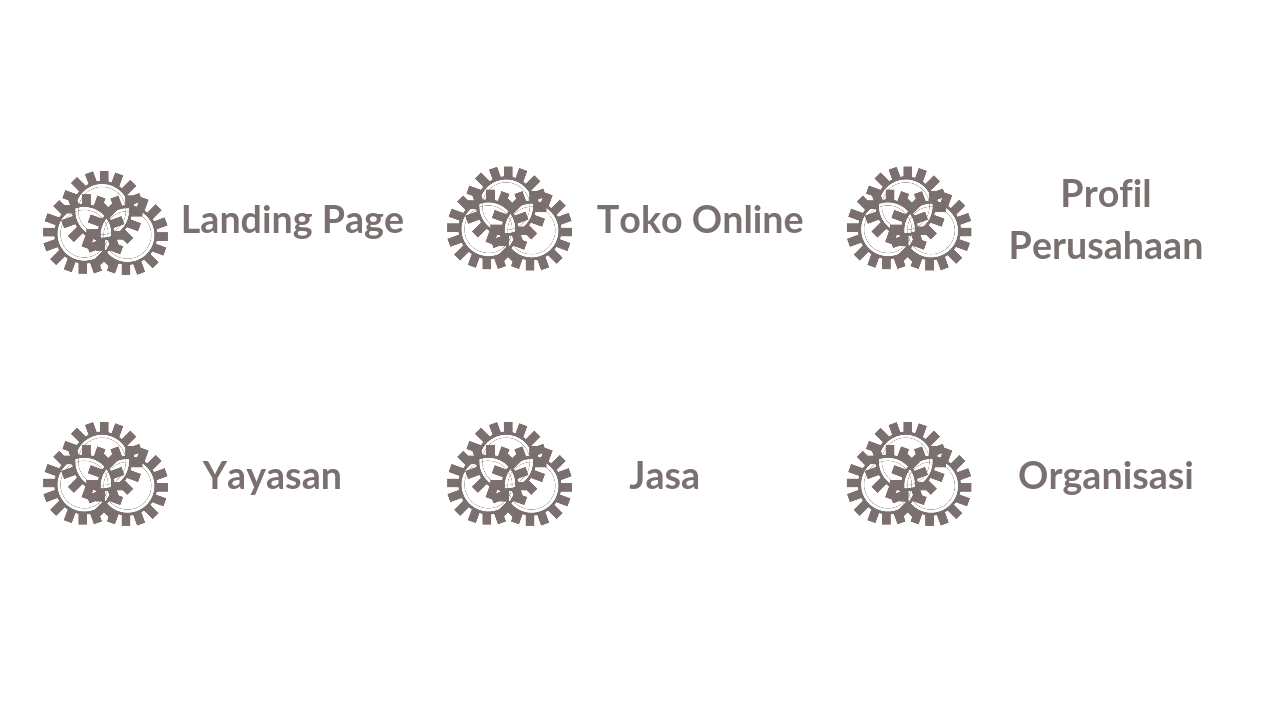 Landing Page
Toko Online
Profil
Perusahaan
Yayasan
Jasa
Organisasi